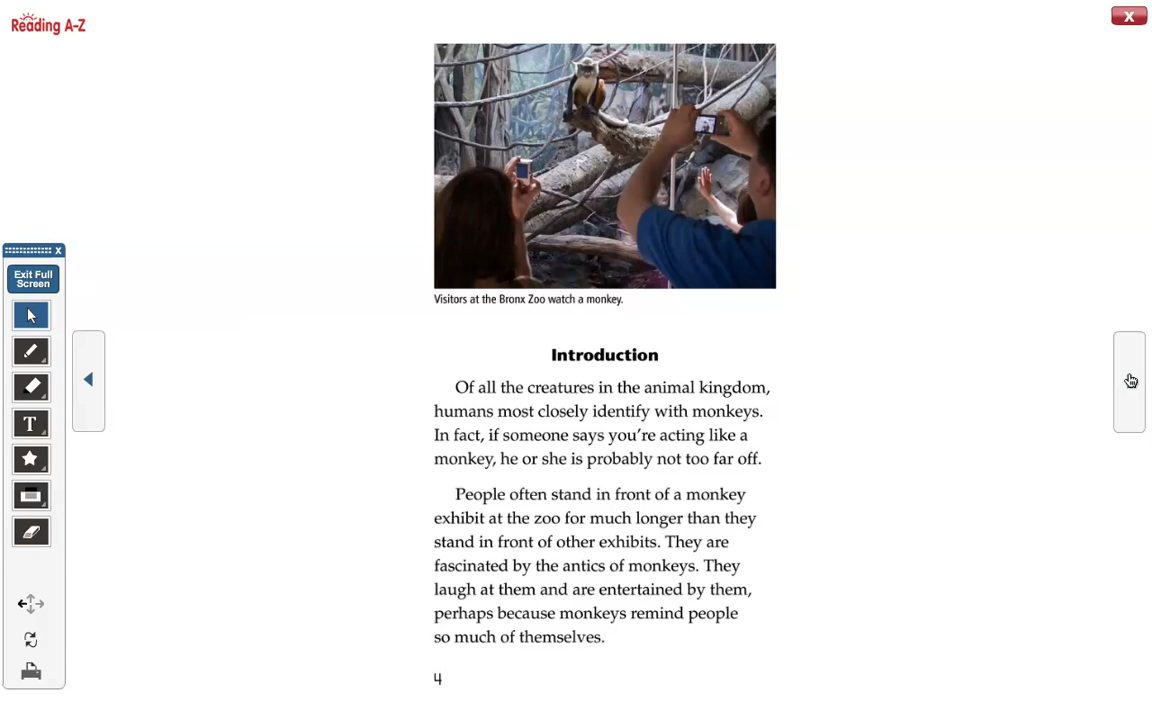 Reading A-Z
X
Visitors at the Bronx Zoo watch a monkey.
x
Exit Full
Screen
T
Introduction
Of all the creatures in the animal kingdom,
humans most closely identify with monkeys.
In fact, if someone says you’re acting like a
monkey, he or she is probably not too far off.
People often stand in front of a monkey
exhibit at the zoo for much longer than they
stand in front of other exhibits. They are
fascinated by the antics of monkeys. They
laugh at them and are entertained by them,
perhaps because monkeys remind people
so much of themselves.
4